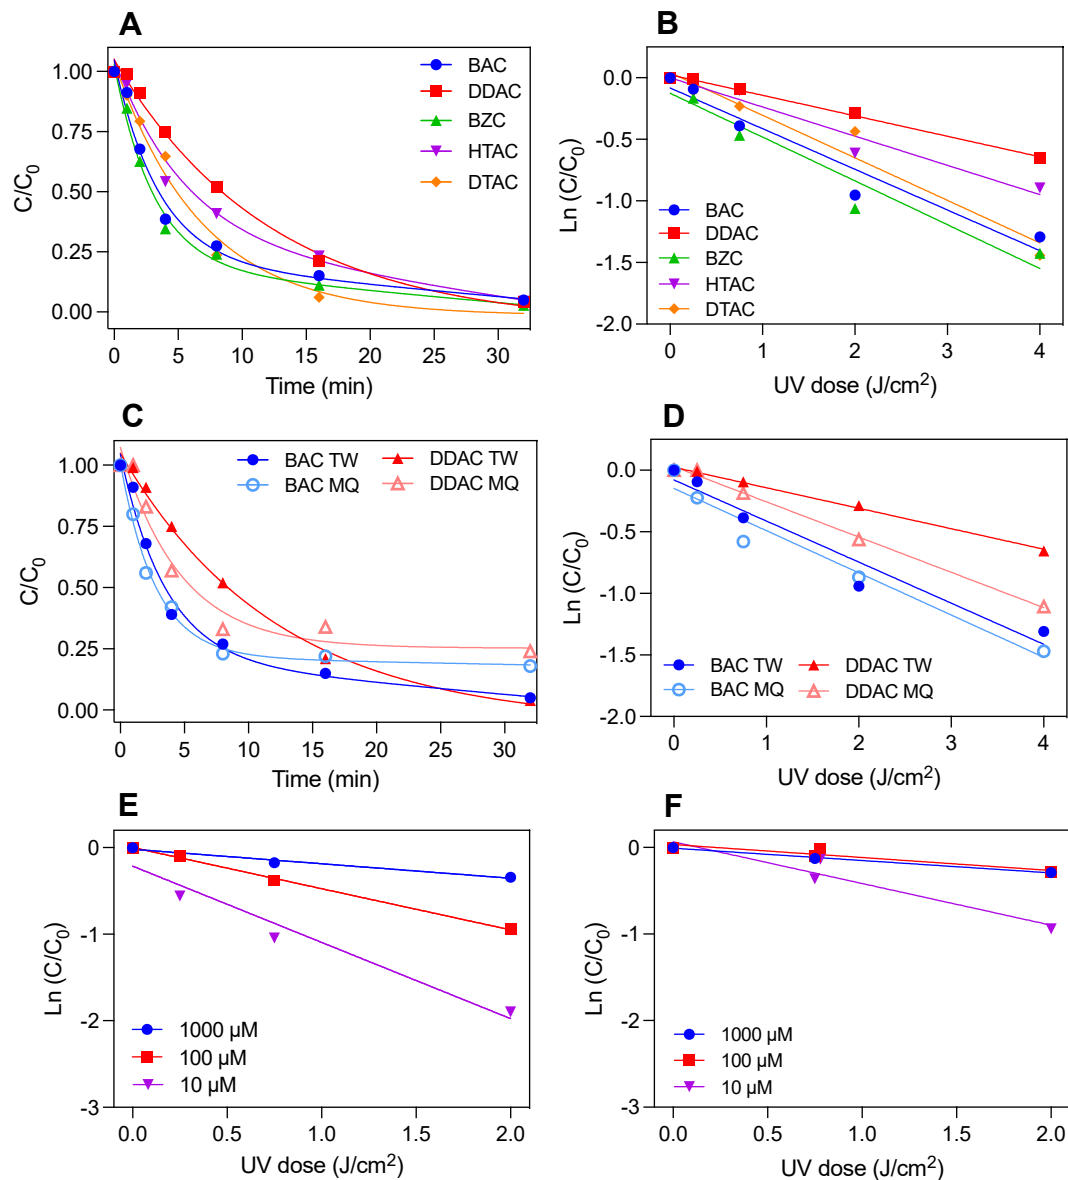 A
C/C0
1.00
0.75
0.50
0.25
0.00
BAC
DDAC
BZC
HTAC
DTAC
0 5 10 15 20 25 30
Time (min)
B
Ln (C/C0)
0.0
-0.5
-1.0
-1.5
-2.0
BAC
DDAC
BZC
HTAC
DTAC
0 1 2 3 4
UV dose (J/cm2)
C
C/C0
1.00
0.75
0.50
0.25
0.00
BAC TW DDAC TW
BAC MQ DDAC MQ
0 5 10 15 20 25 30
Time (min)
D
Ln (C/C0)
0.0
-0.5
-1.0
-1.5
-2.0
BAC TW DDAC TW
BAC MQ DDAC MQ
0 1 2 3 4
UV dose (J/cm2)
E
Ln (C/C0)
0
-1
-2
-3
1000 µM
100 µM
10 µM
0.0 0.5 1.0 1.5 2.0
UV dose (J/cm2)
F
Ln (C/C0)
0
-1
-2
-3
1000 µM
100 µM
10 µM
0.0 0.5 1.0 1.5 2.0
UV dose (J/cm2)